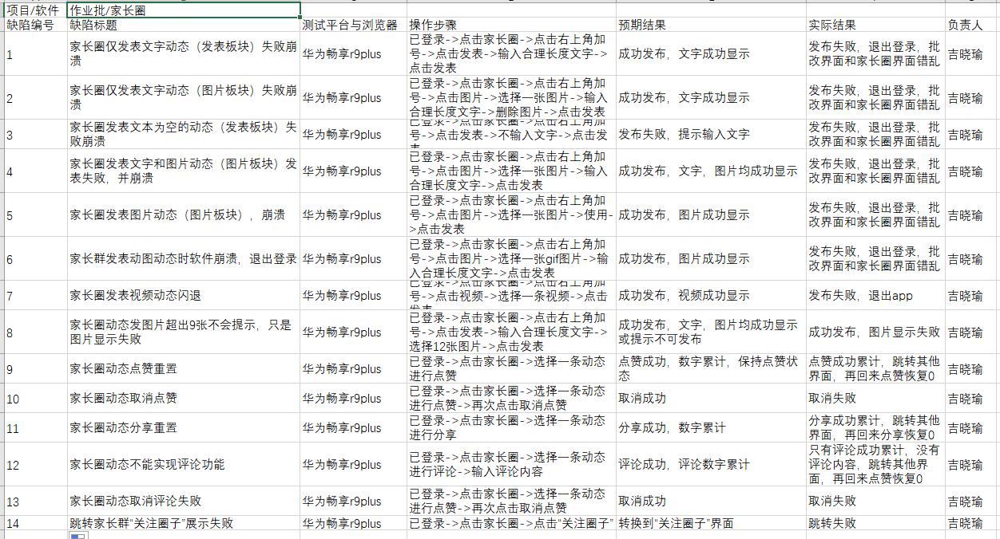 项目/软件 作业批/家长圈
缺陷编号 缺陷标题 测试平台与浏览器 操作步骤 预期结果 实际结果 负责人
1 家长圈仅发表文字动态（发表板块）失败崩溃 华为畅享r9plus 已登录->点击家长圈->点击右上角加号->点击发表->输入合理长度文字->点击发表 成功发布，文字成功显示 发布失败，退出登录，批改界面和家长圈界面错乱 吉晓瑜
2 家长圈仅发表文字动态（图片板块）失败崩溃 华为畅享r9plus 已登录->点击家长圈->点击右上角加号->点击图片->选择一张图片->输入合理长度文字->删除图片->点击发表 成功发布，文字成功显示 发布失败，退出登录，批改界面和家长圈界面错乱 吉晓瑜
3 家长圈发表文本为空的动态（发表板块）失败崩溃 华为畅享r9plus 已登录->点击家长圈->点击右上角加号->点击发表->不输入文字->点击发表 发布失败，提示输入文字 发布失败，退出登录，批改界面和家长圈界面错乱 吉晓瑜
4 家长圈发表文字和图片动态（图片板块）发表失败，并崩溃 华为畅享r9plus 已登录->点击家长圈->点击右上角加号->点击图片->选择一张图片->输入合理长度文字->点击发表 成功发布，文字，图片均成功显示 发布失败，退出登录，批改界面和家长圈界面错乱 吉晓瑜
5 家长圈发表图片动态（图片板块），崩溃 华为畅享r9plus 已登录->点击家长圈->点击右上角加号->点击图片->选择一张图片->使用->点击发表 成功发布，图片成功显示 发布失败，退出登录，批改界面和家长圈界面错乱 吉晓瑜
6 家长群发表动图动态时软件崩溃，退出登录 华为畅享r9plus 已登录->点击家长圈->点击右上角加号->点击图片->选择一张gif图片->输入合理长度文字->点击发表 成功发布，图片成功显示 发布失败，退出登录，批改界面和家长圈界面错乱 吉晓瑜
7 家长圈发表视频动态闪退 华为畅享r9plus 已登录->点击家长圈->点击右上角加号->点击视频->选择一条视频->点击发表 成功发布，视频成功显示 发布失败，退出app 吉晓瑜
8 家长圈动态发图片超出9张不会提示，只是图片显示失败 华为畅享r9plus 已登录->点击家长圈->点击右上角加号->点击发表->输入合理长度文字->选择12张图片->点击发表 成功发布，文字，图片均成功显示或提示不可发布 成功发布，图片显示失败 吉晓瑜
9 家长圈动态点赞重置 华为畅享r9plus 已登录->点击家长圈->选择一条动态进行点赞 点赞成功，数字累计，保持点赞状态 点赞成功累计，跳转其他界面，再回来点赞恢复0 吉晓瑜
10 家长圈动态取消点赞 华为畅享r9plus 已登录->点击家长圈->选择一条动态进行点赞->再次点击取消点赞 取消成功 取消失败 吉晓瑜
11 家长圈动态分享重置 华为畅享r9plus 已登录->点击家长圈->选择一条动态进行分享 分享成功，数字累计 分享成功累计，跳转其他界面，再回来分享恢复0 吉晓瑜
12 家长圈动态不能实现评论功能 华为畅享r9plus 已登录->点击家长圈->选择一条动态进行评论->输入评论内容 评论成功，评论数字累计 只有评论成功累计，没有评论内容，跳转其他界面，再回来点赞恢复0 吉晓瑜
13 家长圈动态取消评论失败 华为畅享r9plus 已登录->点击家长圈->选择一条动态进行点赞->再次点击取消点赞 取消成功 取消失败 吉晓瑜
14 跳转家长群“关注圈子”展示失败 华为畅享r9plus 已登录->点击家长圈->点击“关注圈子” 转换到“关注圈子”界面 跳转失败 吉晓瑜